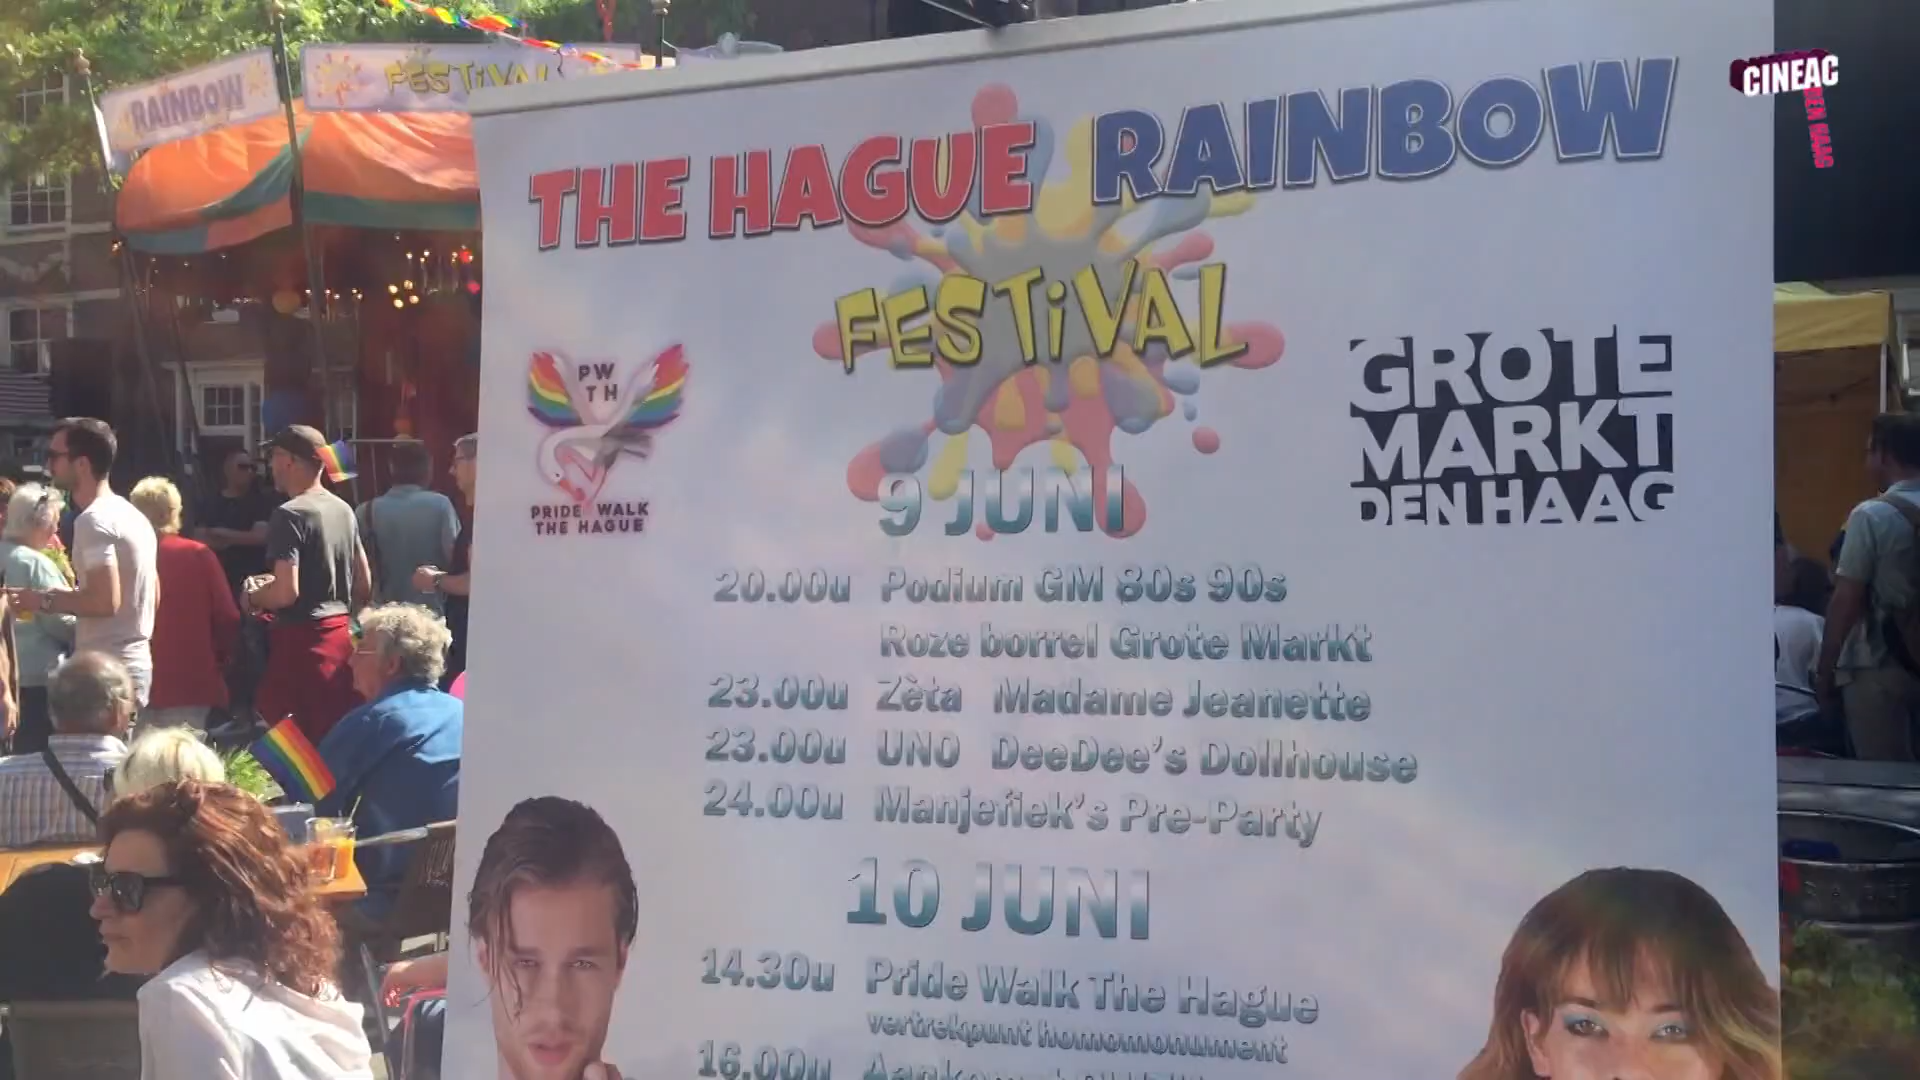 CINEAC
DEN HAAG
RAINBOW FESTIVAL
THE HAGUE RAINBOW
FESTIVAL
PW
TH
PRIDE WALK
THE HAGUE
GROTE
MARKT
DEN HAAG
9 JUNI
20.00u Podium GM 80s 90s
Roze borrel Grote Markt
23.00u Zèta Madame Jeanette
23.00u UNO DeeDee's Dollhouse
24.00u Manjefiek's Pre-Party
10 JUNI
14.30u Pride Walk The Hague
vertrekpunt homomonument
16.00u